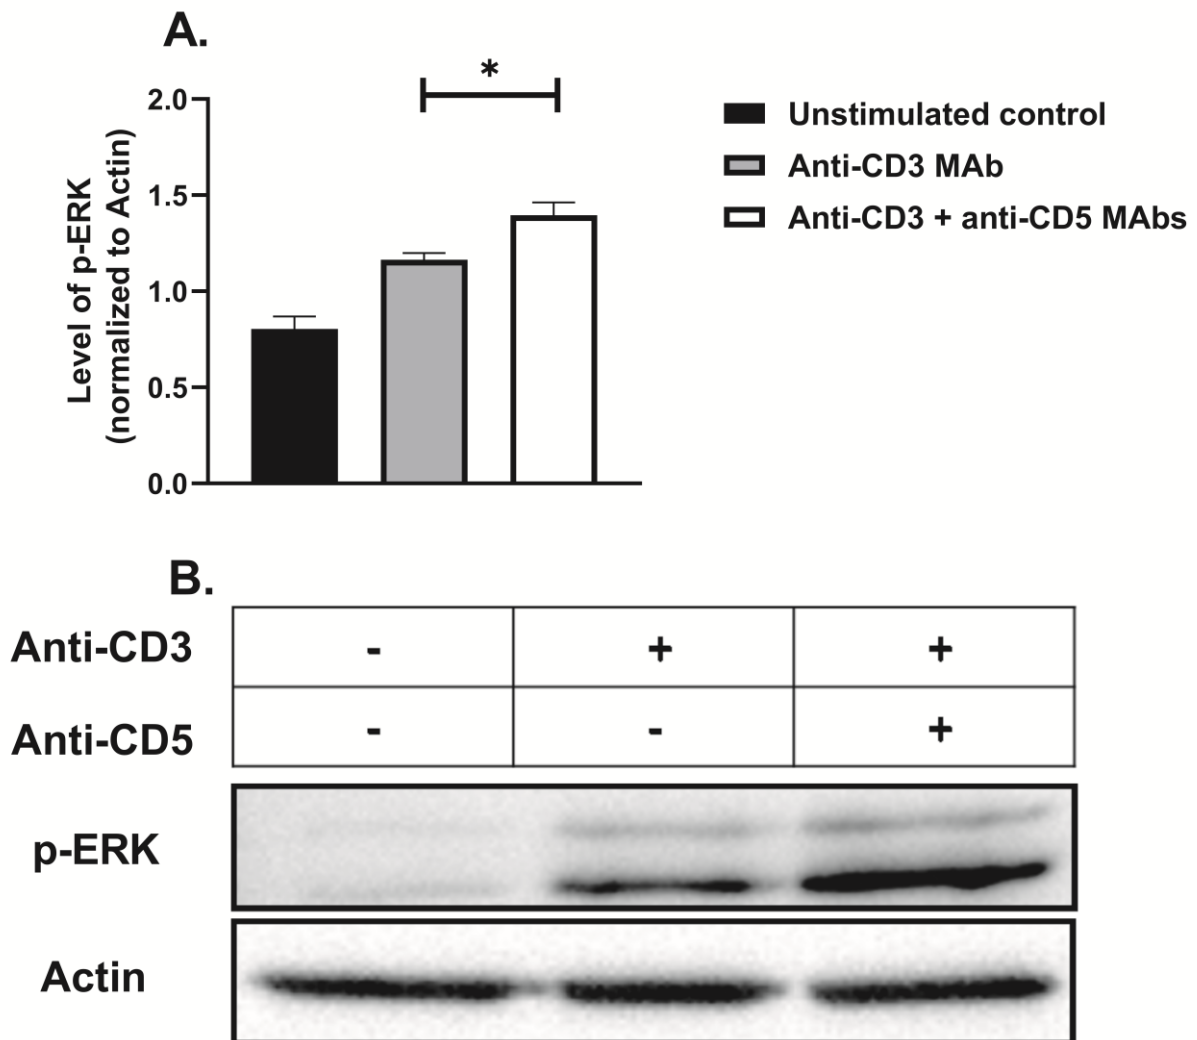 A.
*
2.0
1.5
1.0
0.5
0.0
Level of p-ERK
(normalized to Actin)
Unstimulated control
Anti-CD3 MAb
Anti-CD3 + anti-CD5 MAbs
B.
Anti-CD3 - + +
Anti-CD5 - - +
p-ERK
Actin